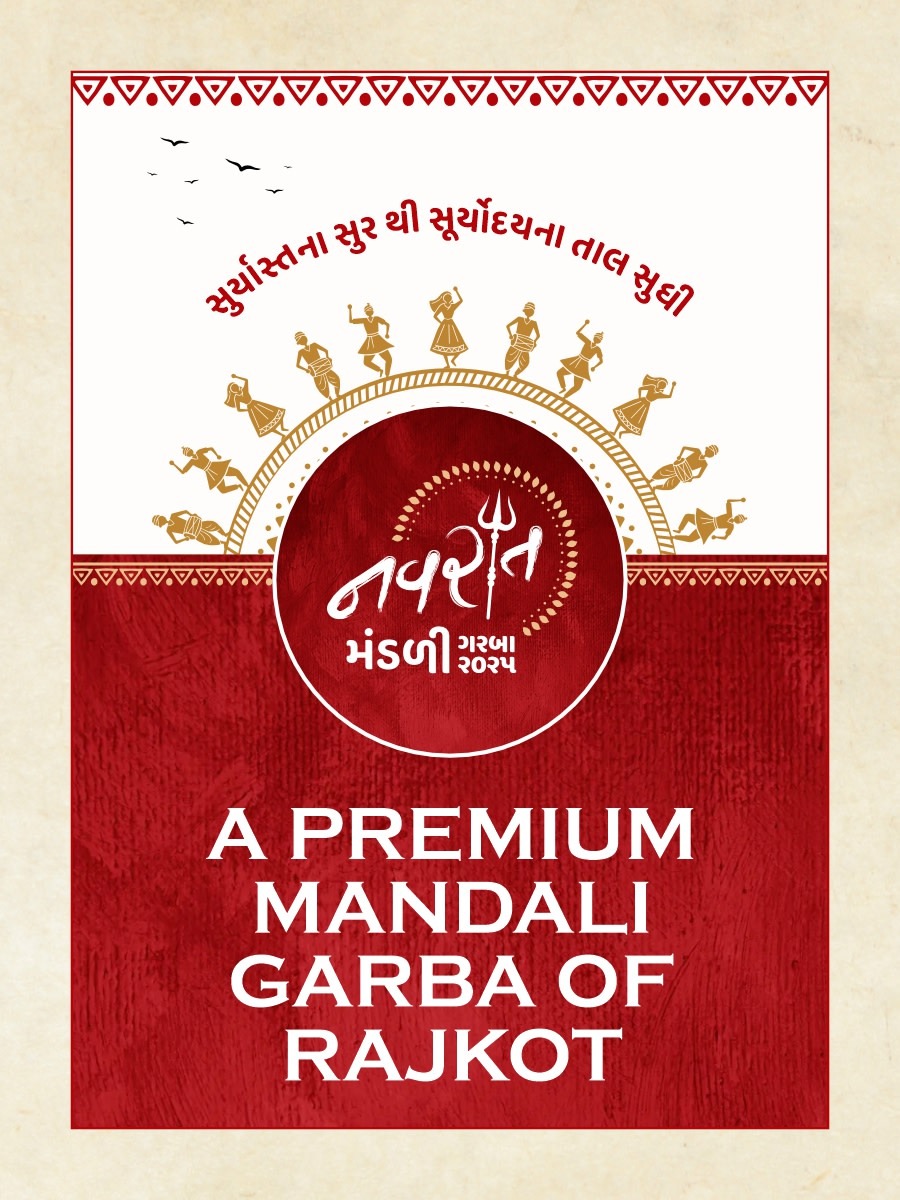 સુર્યાસ્તના સુર થી સૂર્યોદયના તાલ સુધી
નવરાત
મંડળી ગરબા
૨૦૨૫
A PREMIUM
MANDALI
GARBA OF
RAJKOT